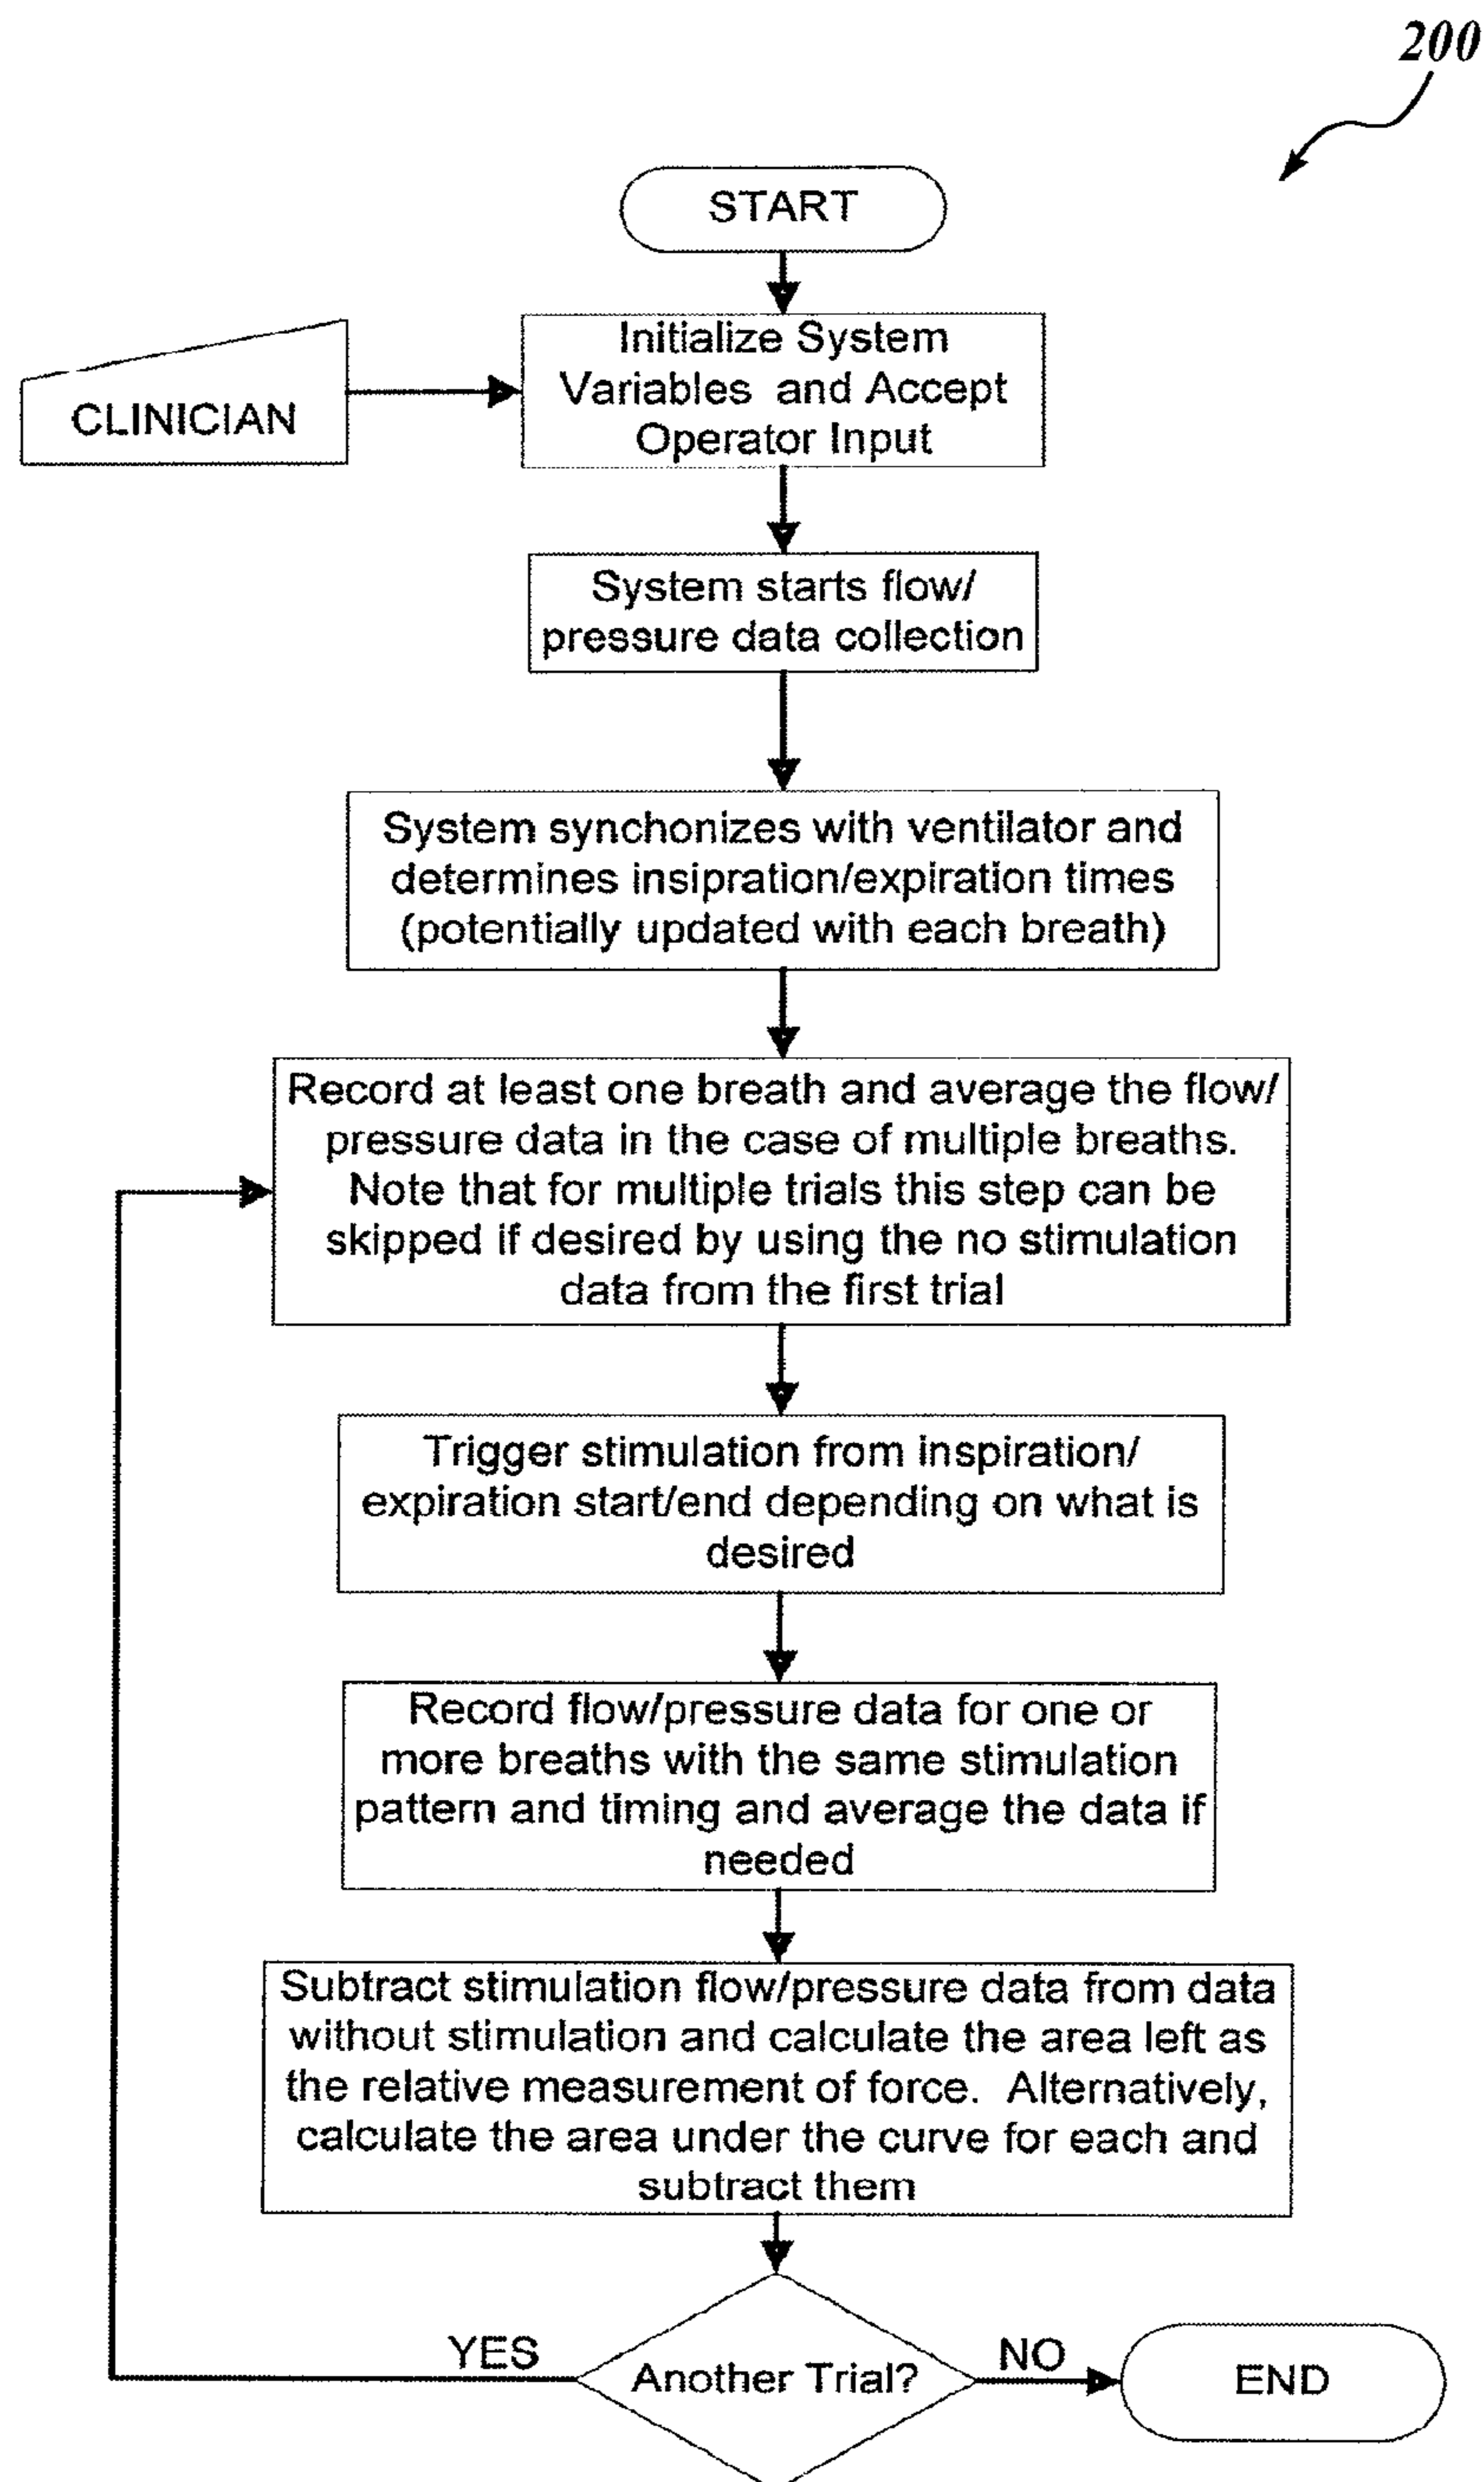 200
START
Initialize System
Variables and Accept
Operator Input
CLINICIAN
System starts flow/
pressure data collection
System synchonizes with ventilator and
determines insipration/expiration times
(potentially updated with each breath)
Record at least one breath and average the flow/
pressure data in the case of multiple breaths.
Note that for multiple trials this step can be
skipped if desired by using the no stimulation
data from the first trial
Trigger stimulation from inspiration/
expiration start/end depending on what is
desired
Record flow/pressure data for one or
more breaths with the same stimulation
pattern and timing and average the data if
needed
Subtract stimulation flow/pressure data from data
without stimulation and calculate the area left as
the relative measurement of force. Alternatively,
calculate the area under the curve for each and
subtract them
YES
Another Trial?
NO
END